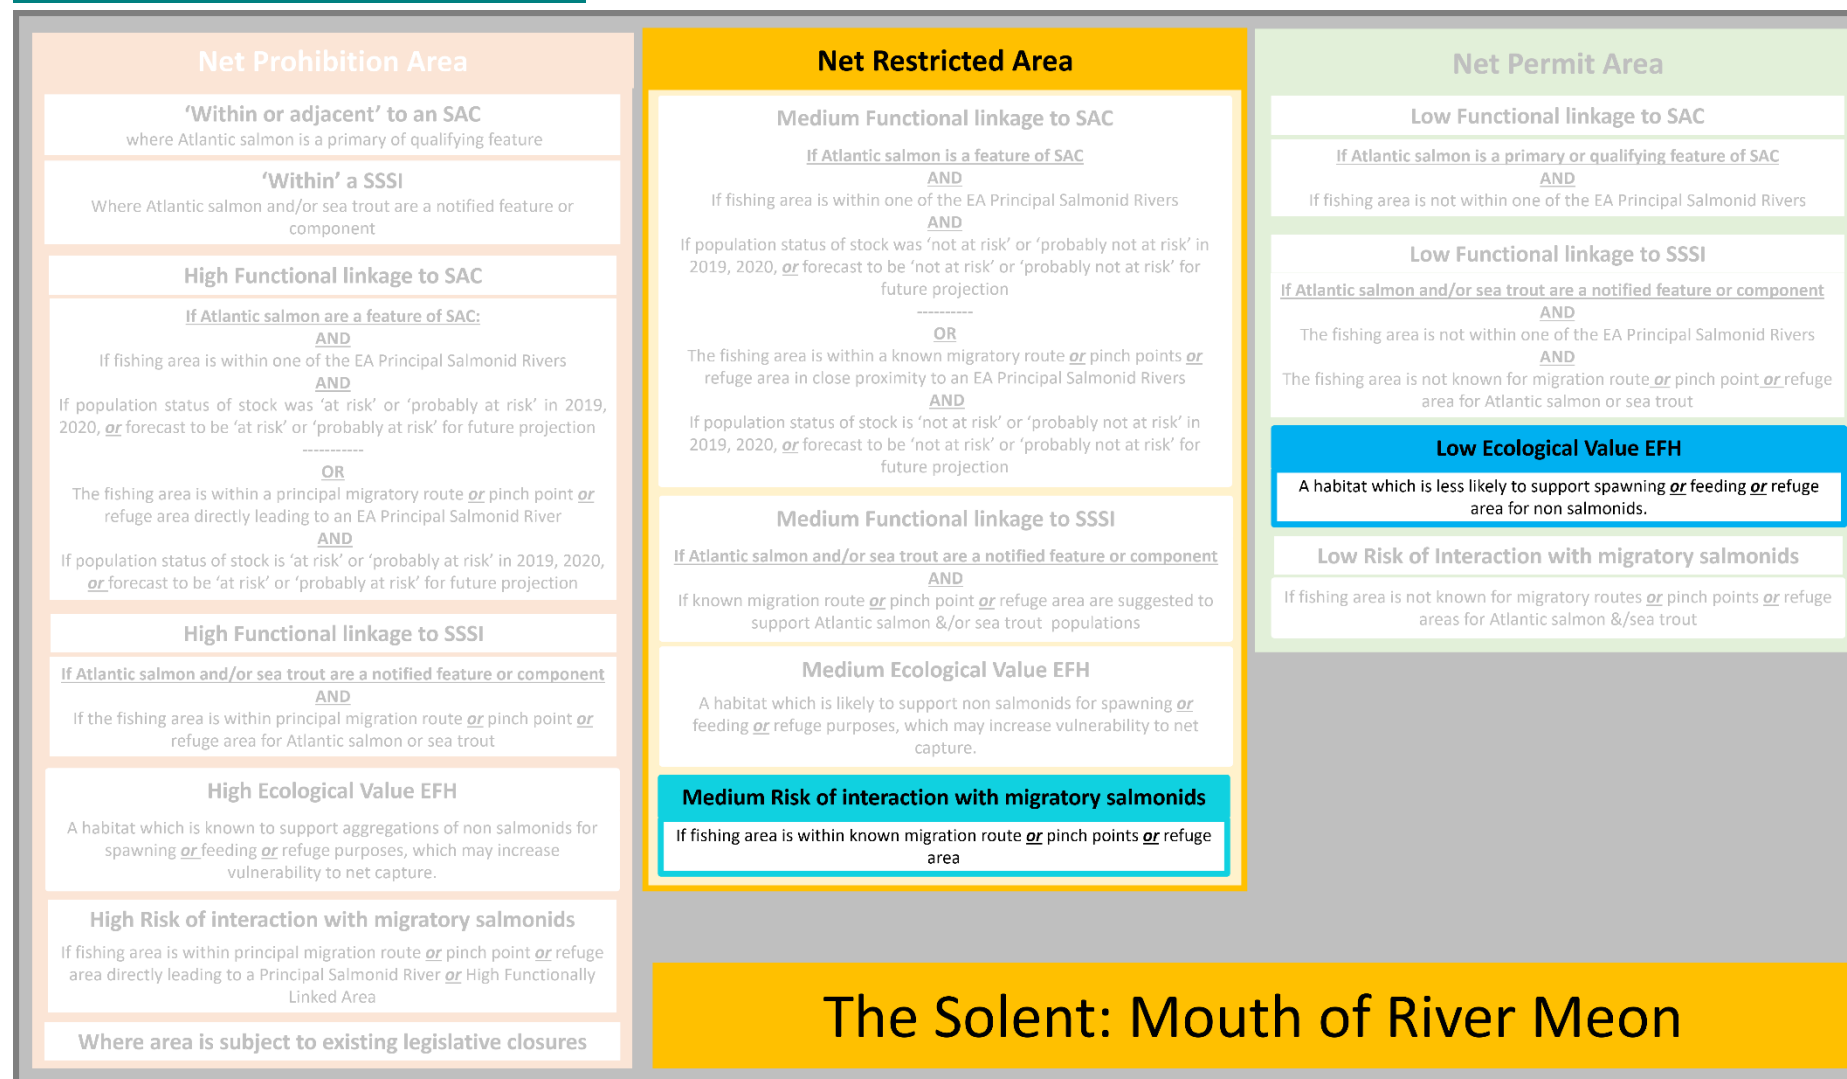 Net Prohibition Area
‘Within or adjacent’ to an SAC
where Atlantic salmon is a primary of qualifying feature
‘Within’ a SSSI
Where Atlantic salmon and/or sea trout are a notified feature or
component
High Functional linkage to SAC
If Atlantic salmon are a feature of SAC:
AND
If fishing area is within one of the EA Principal Salmonid Rivers
AND
If population status of stock was ‘at risk’ or ‘probably at risk’ in 2019,
2020, or forecast to be ‘at risk’ or ‘probably at risk’ for future projection
-----------
OR
The fishing area is within a principal migratory route or pinch point or
refuge area directly leading to an EA Principal Salmonid River
AND
If population status of stock is ‘at risk’ or ‘probably at risk’ in 2019, 2020,
or forecast to be ‘at risk’ or ‘probably at risk’ for future projection
High Functional linkage to SSSI
If Atlantic salmon and/or sea trout are a notified feature or component
AND
If the fishing area is within principal migration route or pinch point or
refuge area for Atlantic salmon or sea trout
High Ecological Value EFH
A habitat which is known to support aggregations of non salmonids for
spawning or feeding or refuge purposes, which may increase
vulnerability to net capture.
High Risk of interaction with migratory salmonids
If fishing area is within principal migration route or pinch point or refuge
area directly leading to a Principal Salmonid River or High Functionally
Linked Area
Where area is subject to existing legislative closures
Net Restricted Area
Medium Functional linkage to SAC
If Atlantic salmon is a feature of SAC
AND
If fishing area is within one of the EA Principal Salmonid Rivers
AND
If population status of stock was ‘not at risk’ or ‘probably not at risk’ in
2019, 2020, or forecast to be ‘not at risk’ or ‘probably not at risk’ for
future projection
----------
OR
The fishing area is within a known migratory route or pinch points or
refuge area in close proximity to an EA Principal Salmonid Rivers
AND
If population status of stock is ‘not at risk’ or ‘probably not at risk’ in
2019, 2020, or forecast to be ‘not at risk’ or ‘probably not at risk’ for
future projection
Medium Functional linkage to SSSI
If Atlantic salmon and/or sea trout are a notified feature or component
AND
If known migration route or pinch point or refuge area are suggested to
support Atlantic salmon &/or sea trout populations
Medium Ecological Value EFH
A habitat which is likely to support non salmonids for spawning or
feeding or refuge purposes, which may increase vulnerability to net
capture.
Medium Risk of interaction with migratory salmonids
If fishing area is within known migration route or pinch points or refuge
area
Net Permit Area
Low Functional linkage to SAC
If Atlantic salmon is a primary or qualifying feature of SAC
AND
If fishing area is not within one of the EA Principal Salmonid Rivers
Low Functional linkage to SSSI
If Atlantic salmon and/or sea trout are a notified feature or component
AND
The fishing area is not within one of the EA Principal Salmonid Rivers
AND
The fishing area is not known for migration route or pinch point or refuge
area for Atlantic salmon or sea trout
Low Ecological Value EFH
A habitat which is less likely to support spawning or feeding or refuge
area for non salmonids.
Low Risk of Interaction with migratory salmonids
If fishing area is not known for migratory routes or pinch points or refuge
areas for Atlantic salmon &/sea trout
The Solent: Mouth of River Meon